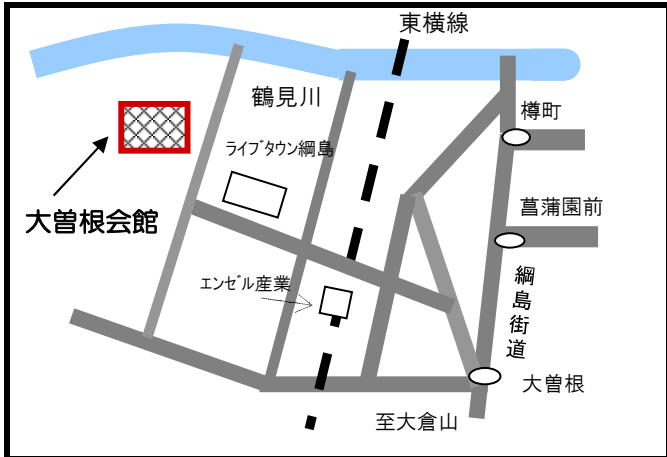 東横線
鶴見川
樽町
ライブタウン綱島
大曽根会館
菖蒲園前
エンゼル産業
綱島街道
大曽根
至大倉山